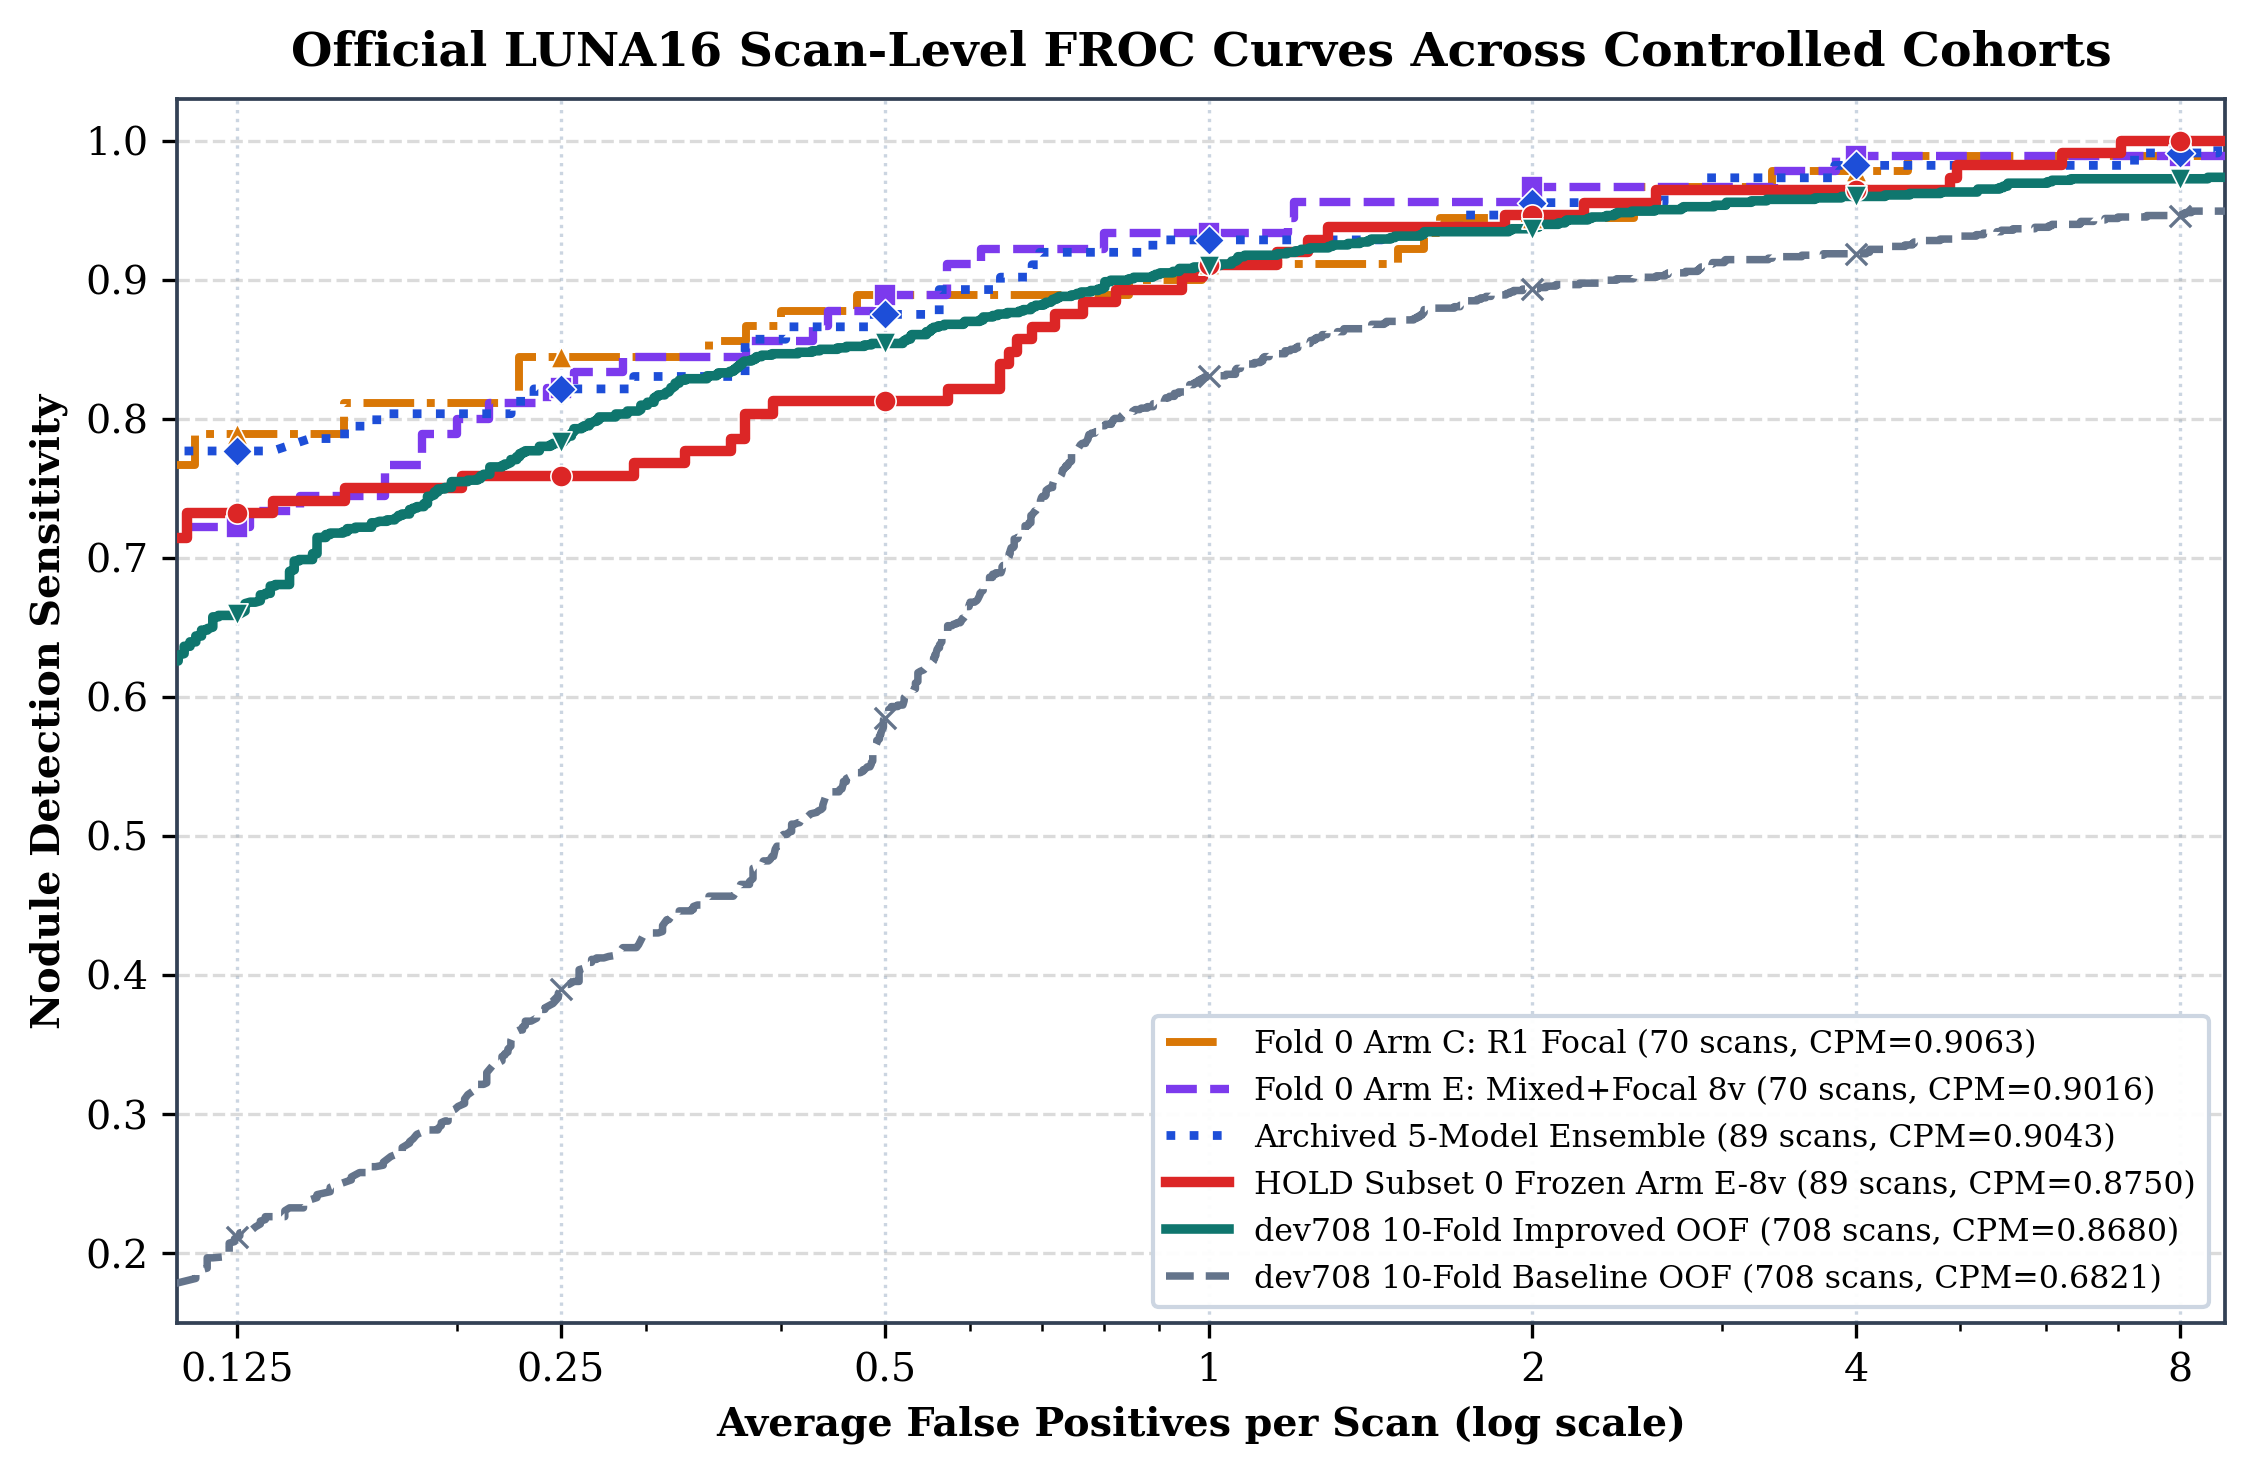 Official LUNA16 Scan-Level FROC Curves Across Controlled Cohorts
Nodule Detection Sensitivity
1.0
0.9
0.8
0.7
0.6
0.5
0.4
0.3
0.2
Fold 0 Arm C: R1 Focal (70 scans, CPM=0.9063)
Fold 0 Arm E: Mixed+Focal 8v (70 scans, CPM=0.9016)
Archived 5-Model Ensemble (89 scans, CPM=0.9043)
HOLD Subset 0 Frozen Arm E-8v (89 scans, CPM=0.8750)
dev708 10-Fold Improved OOF (708 scans, CPM=0.8680)
dev708 10-Fold Baseline OOF (708 scans, CPM=0.6821)
0.125 0.25 0.5 1 2 4 8
Average False Positives per Scan (log scale)